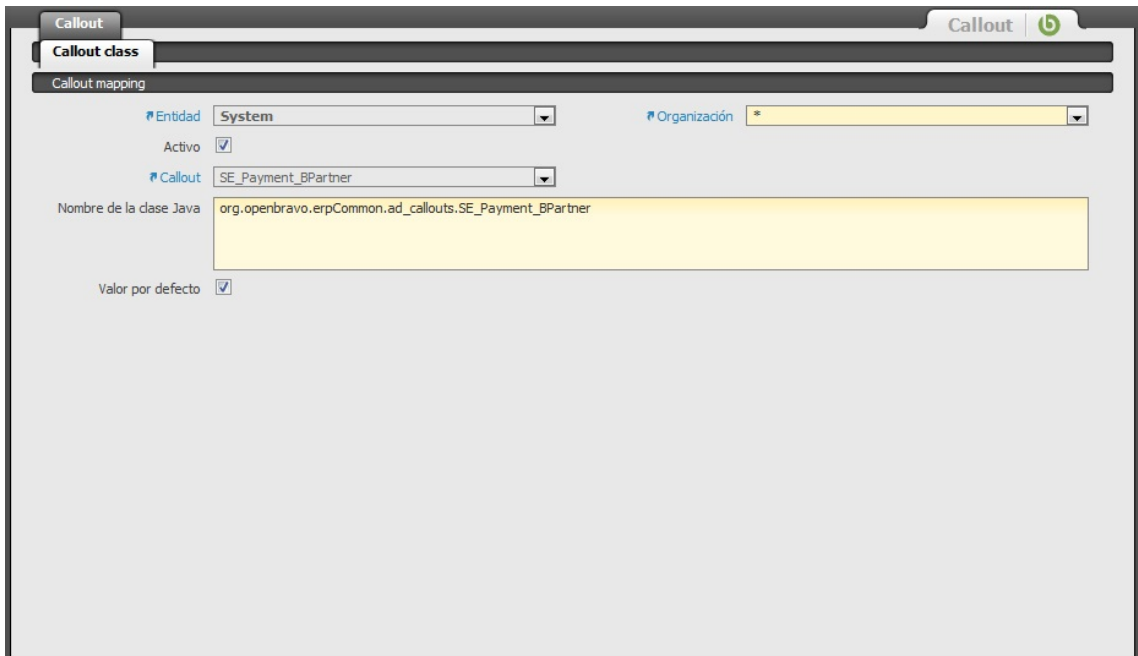 Callout
Callout
Callout class
Callout mapping
Entidad System
Organización *
Activo
Callout SE_Payment_BPartner
Nombre de la clase Java org.openbravo.erpCommon.ad_callouts.SE_Payment_BPartner
Valor por defecto